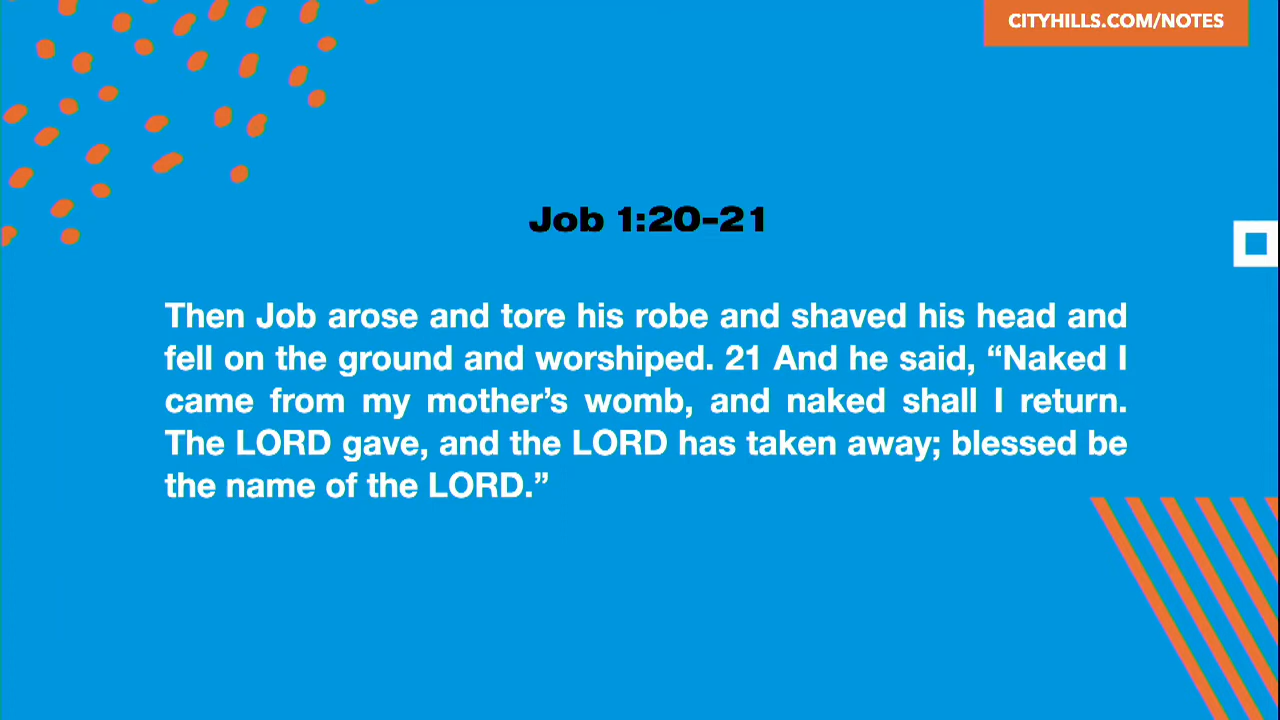 CITYHILLS.COM/NOTES
Job 1:20-21
Then Job arose and tore his robe and shaved his head and
fell on the ground and worshiped. 21 And he said, “Naked I
came from my mother’s womb, and naked shall I return.
The LORD gave, and the LORD has taken away; blessed be
the name of the LORD.”